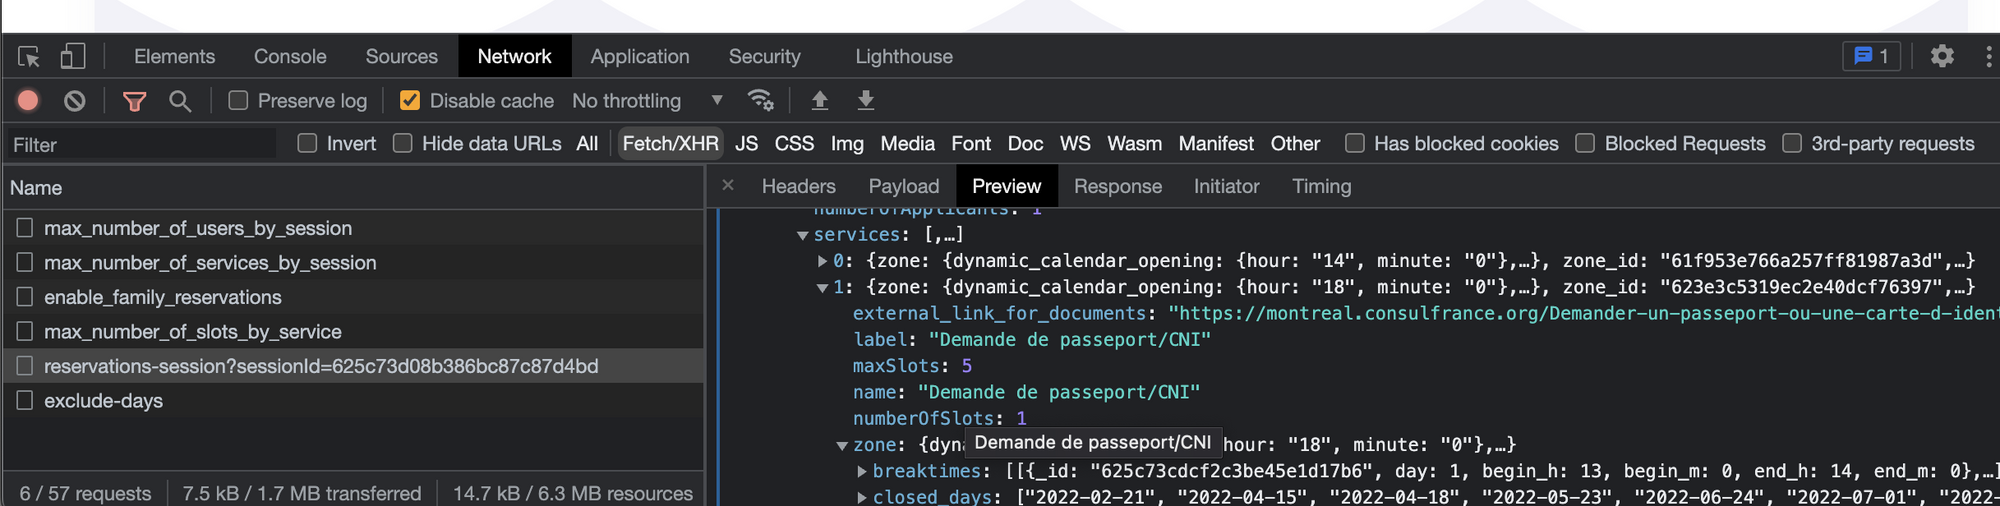 Elements Console Sources Network Application Security Lighthouse 1
Preserve log Disable cache No throttling
Filter Invert Hide data URLs All Fetch/XHR JS CSS Img Media Font Doc WS Wasm Manifest Other Has blocked cookies Blocked Requests 3rd-party requests
Name
max_number_of_users_by_session
max_number_of_services_by_session
enable_family_reservations
max_number_of_slots_by_service
reservations-session?sessionId=625c73d08b386bc87c87d4bd
exclude-days
6 / 57 requests 7.5 kB / 1.7 MB transferred 14.7 kB / 6.3 MB resources
× Headers Payload Preview Response Initiator Timing
numberOfApplicants: 1
services: [,…]
0: {zone: {dynamic_calendar_opening: {hour: "14", minute: "0"},…}, zone_id: "61f953e766a257ff81987a3d",…}
1: {zone: {dynamic_calendar_opening: {hour: "18", minute: "0"},…}, zone_id: "623e3c5319ec2e40dcf76397",…}
external_link_for_documents: "https://montreal.consulfrance.org/Demander-un-passeport-ou-une-carte-d-ident
label: "Demande de passeport/CNI"
maxSlots: 5
name: "Demande de passeport/CNI"
numberOfSlots: 1
zone: {dyn Demande de passeport/CNI hour: "18", minute: "0"},…}
breaktimes: [[{_id: "625c73cdcf2c3be45e1d17b6", day: 1, begin_h: 13, begin_m: 0, end_h: 14, end_m: 0},…]
closed_days: ["2022-02-21", "2022-04-15", "2022-04-18", "2022-05-23", "2022-06-24", "2022-07-01", "2022-